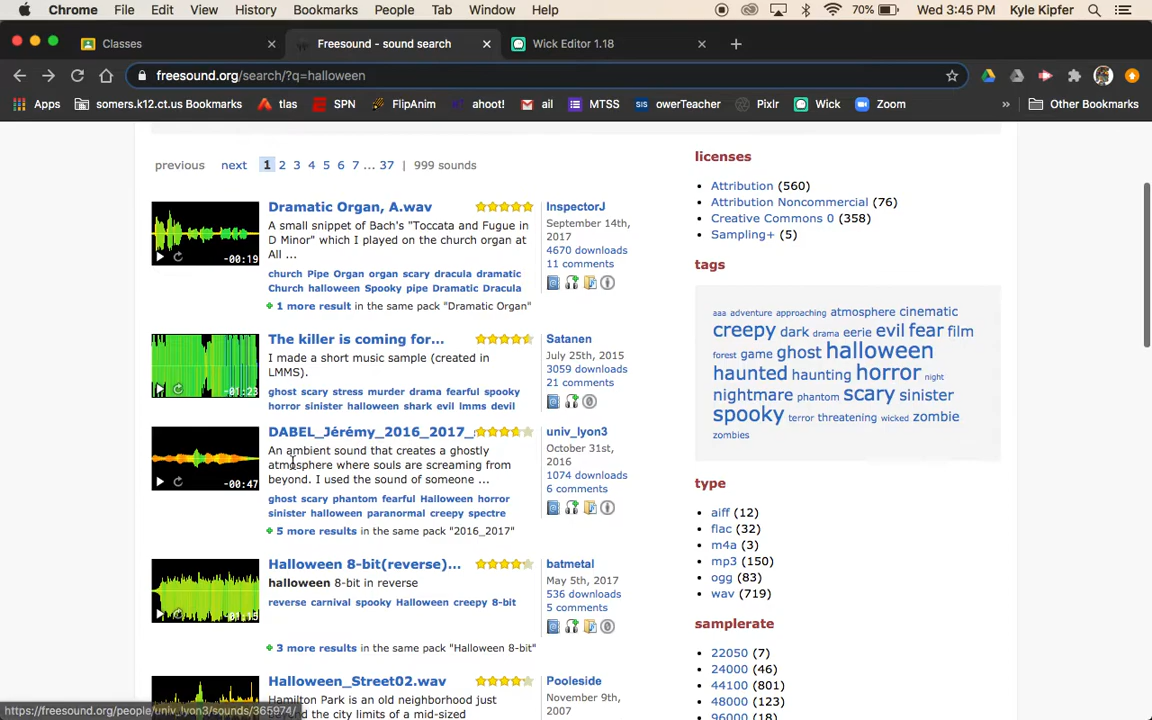 Chrome File Edit View History Bookmarks People Tab Window Help 70% Wed 3:45 PM Kyle Kipfer
Classes Freesound - sound search Wick Editor 1.18
freesound.org/search/?q=halloween
Apps somers.k12.ct.us Bookmarks tlas SPN FlipAnim ahoot! ail MTSS SIS owerTeacher Pixlr Wick Zoom » Other Bookmarks
previous next 1 2 3 4 5 6 7 ... 37 | 999 sounds
Dramatic Organ, A.wav
A small snippet of Bach's "Toccata and Fugue in
D Minor" which I played on the church organ at
All ...
church Pipe Organ organ scary dracula dramatic
Church halloween Spooky pipe Dramatic Dracula
1 more result in the same pack "Dramatic Organ"
-00:19
InspectorJ
September 14th,
2017
4670 downloads
11 comments
The killer is coming for...
I made a short music sample (created in
LMMS).
ghost scary stress murder drama fearful spooky
horror sinister halloween shark evil lmms devil
-01:23
Satanen
July 25th, 2015
3059 downloads
21 comments
DABEL_Jérémy_2016_2017_
An ambient sound that creates a ghostly
atmosphere where souls are screaming from
beyond. I used the sound of someone ...
ghost scary phantom fearful Halloween horror
sinister halloween paranormal creepy spectre
5 more results in the same pack "2016_2017"
-00:47
univ_lyon3
October 31st,
2016
1074 downloads
6 comments
Halloween 8-bit(reverse)...
halloween 8-bit in reverse
reverse carnival spooky Halloween creepy 8-bit
3 more results in the same pack "Halloween 8-bit"
-01:15
batmetal
May 5th, 2017
536 downloads
5 comments
Halloween_Street02.wav
Hamilton Park is an old neighborhood just
the city limits of a mid-sized
Pooleside
November 9th,
2007
licenses
Attribution (560)
Attribution Noncommercial (76)
Creative Commons 0 (358)
Sampling+ (5)
tags
aaa adventure approaching atmosphere cinematic
creepy dark drama eerie evil fear film
forest game ghost halloween
haunted haunting horror night
nightmare phantom scary sinister
spooky terror threatening wicked zombie
zombies
type
aiff (12)
flac (32)
m4a (3)
mp3 (150)
ogg (83)
wav (719)
samplerate
22050 (7)
24000 (46)
44100 (801)
48000 (123)
96000 (18)
https://freesound.org/people/univ_lyon3/sounds/365974/